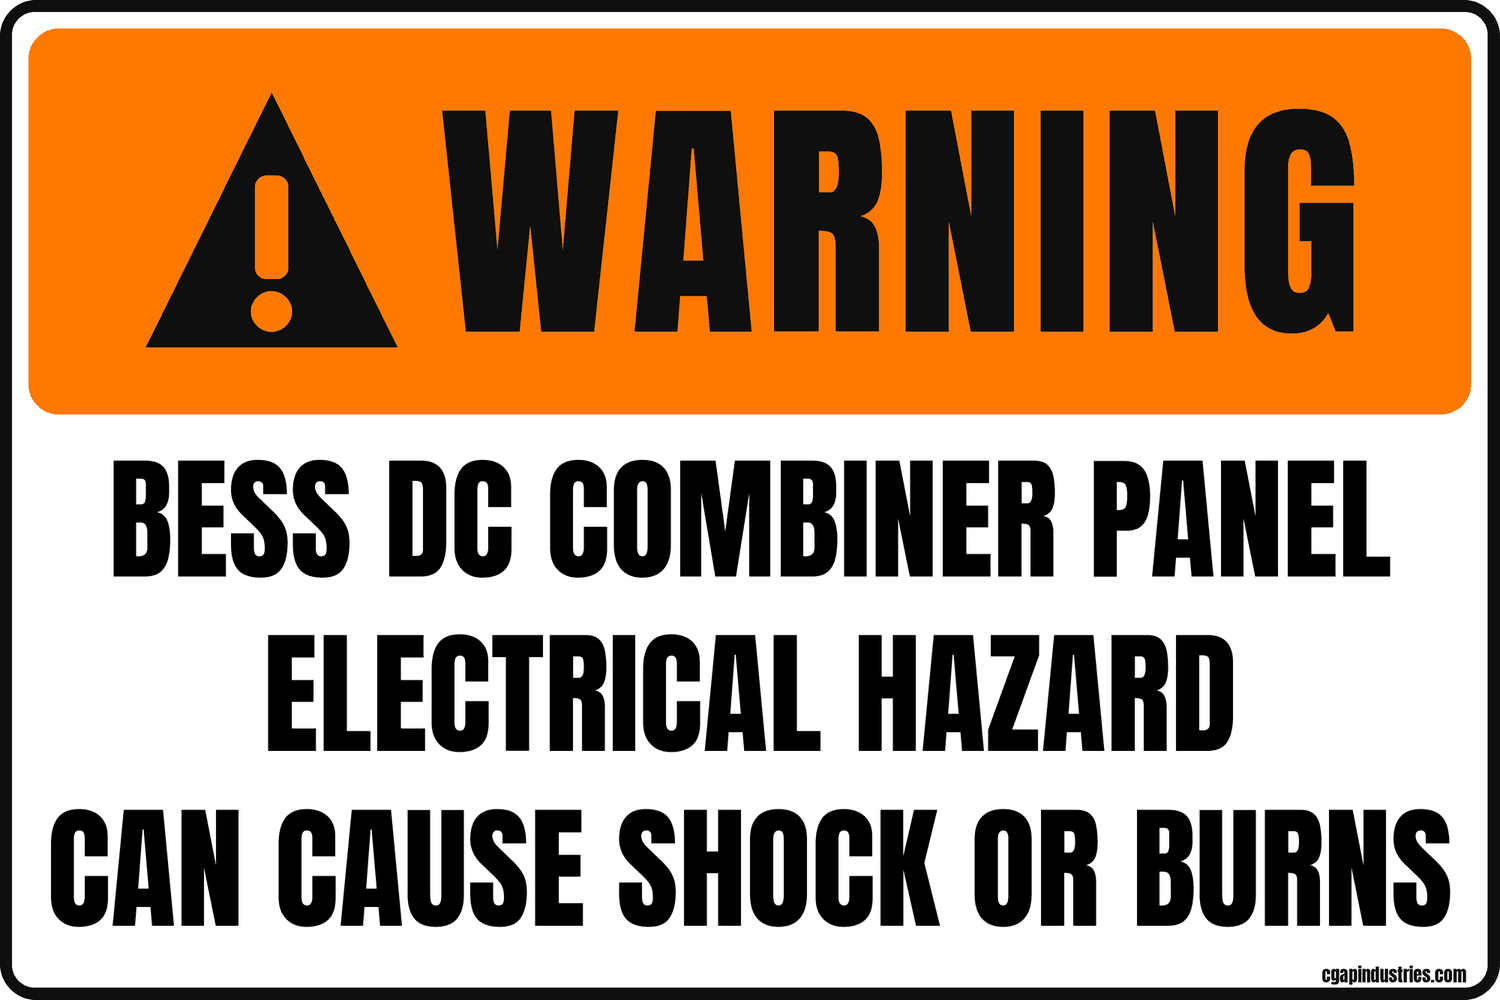 WARNING
BESS DC COMBINER PANEL
ELECTRICAL HAZARD
CAN CAUSE SHOCK OR BURNS
cgapindustries.com